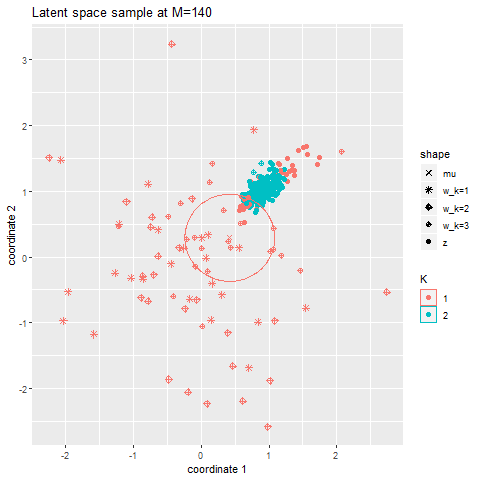 Latent space sample at M=140
coordinate 2
3
2
1
0
-1
-2
-2
-1
0
1
2
coordinate 1
shape
mu
w_k=1
w_k=2
w_k=3
z
K
1
2